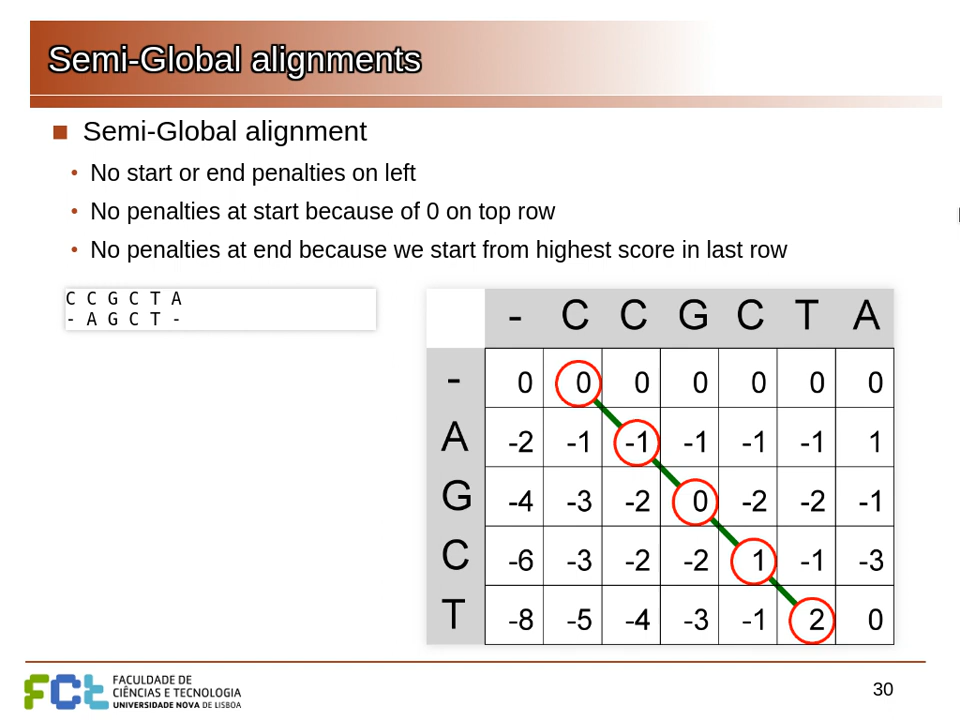 Semi-Global alignments
Semi-Global alignment
No start or end penalties on left
No penalties at start because of 0 on top row
No penalties at end because we start from highest score in last row
C C G C T A
- A G C T -
- C C G C T A
- 0 0 0 0 0 0 0
A -2 -1 -1 -1 -1 -1 1
G -4 -3 -2 0 -2 -2 -1
C -6 -3 -2 -2 1 -1 -3
T -8 -5 -4 -3 -1 2 0
FCt
FACULDADE DE
CIÊNCIAS E TECNOLOGIA
UNIVERSIDADE NOVA DE LISBOA
30